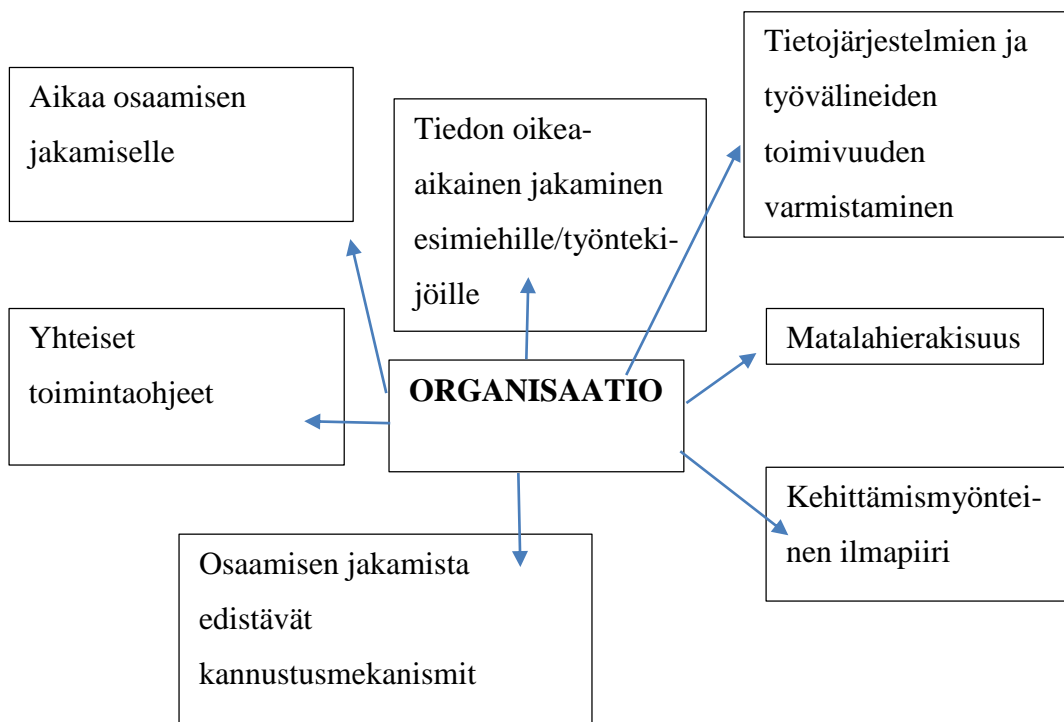 Aikaa osaamisen
jakamiselle
Tiedon oikea-
aikainen jakaminen
esimiehille/työnteki-
jöille
Tietojärjestelmien ja
työvälineiden
toimivuuden
varmistaminen
Yhteiset
toimintaohjeet
ORGANISAATIO
Matalahierakisuus
Kehittämismyöntei-
nen ilmapiiri
Osaamisen jakamista
edistävät
kannustusmekanismit